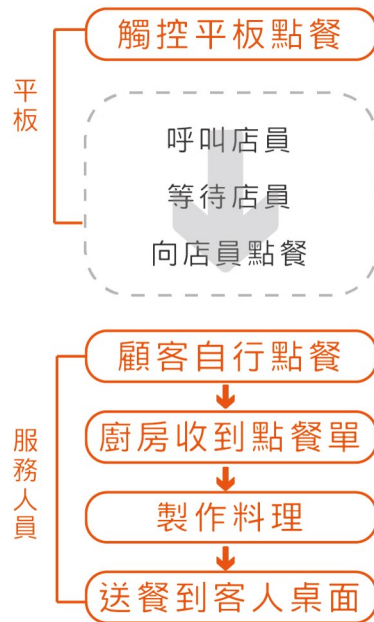 觸控平板點餐
平板
呼叫店員
等待店員
向店員點餐
顧客自行點餐
廚房收到點餐單
服務人員
製作料理
送餐到客人桌面